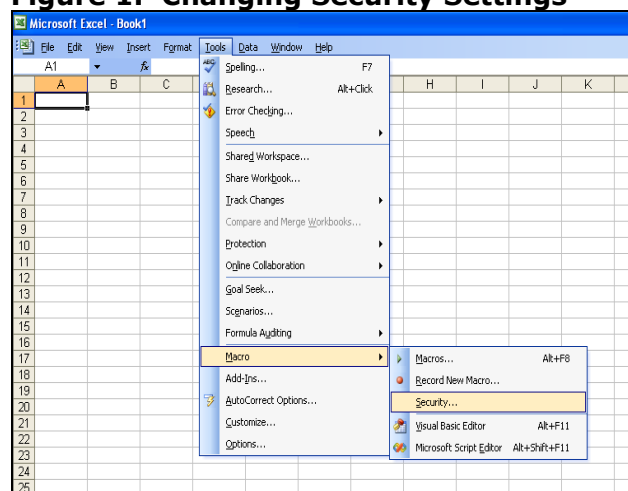 Figure 1. Changing Security Settings
Microsoft Excel - Book1
File Edit View Insert Format Tools Data Window Help
A1 fx
Spelling... F7
Research... Alt+Click
Error Checking...
Speech
Shared Workspace...
Share Workbook...
Track Changes
Compare and Merge Workbooks...
Protection
Online Collaboration
Goal Seek...
Scenarios...
Formula Auditing
Macro
Add-Ins...
AutoCorrect Options...
Customize...
Options...
Macros... Alt+F8
Record New Macro...
Security...
Visual Basic Editor Alt+F11
Microsoft Script Editor Alt+Shift+F11
A B C H I J K
1
2
3
4
5
6
7
8
9
10
11
12
13
14
15
16
17
18
19
20
21
22
23
24
25